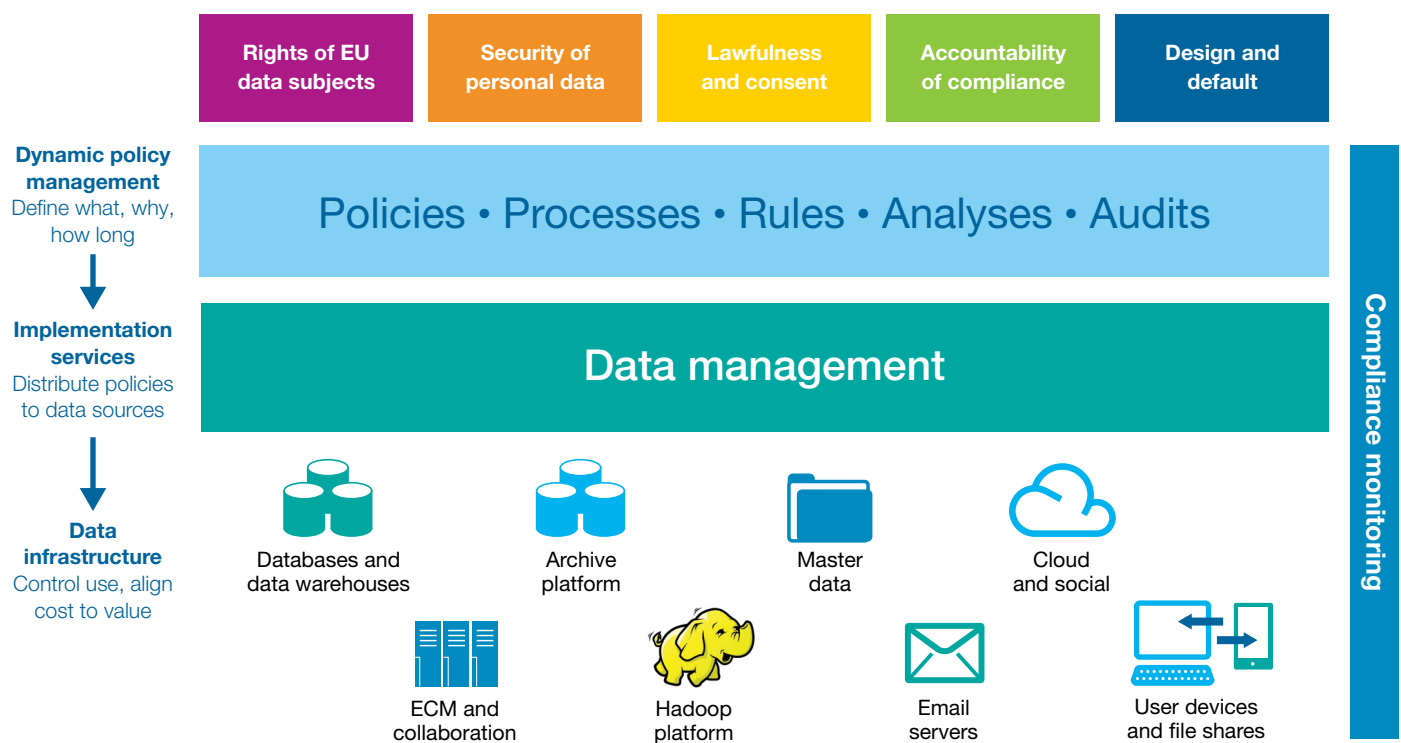 Rights of EU
data subjects
Security of
personal data
Lawfulness
and consent
Accountability
of compliance
Design and
default
Dynamic policy
management
Define what, why,
how long
Policies • Processes • Rules • Analyses • Audits
Implementation
services
Distribute policies
to data sources
Data management
Data
infrastructure
Control use, align
cost to value
Databases and
data warehouses
Archive
platform
Master
data
Cloud
and social
ECM and
collaboration
Hadoop
platform
Email
servers
User devices
and file shares
Compliance monitoring